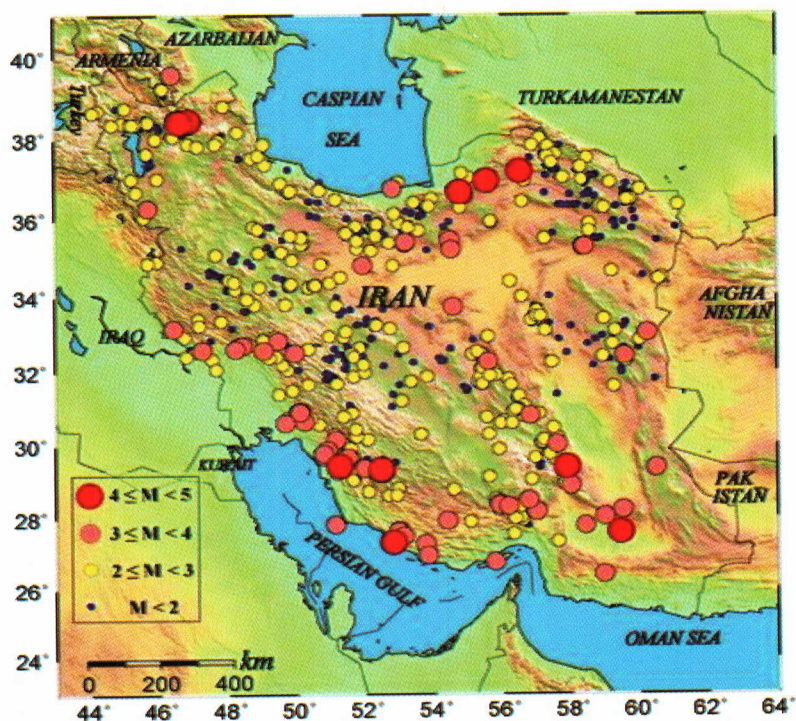 AZARBAIJAN
ARMENIA
Turkey
CASPIAN
SEA
TURKAMANESTAN
IRAN
AFGHA
NISTAN
IRAQ
KUWAIT
PAK
ISTAN
PERSIAN GULF
OMAN SEA
4 ≤ M < 5
3 ≤ M < 4
2 ≤ M < 3
M < 2
km
0 200 400
40°
38°
36°
34°
32°
30°
28°
26°
24°
44° 46° 48° 50° 52° 54° 56° 58° 60° 62° 64°